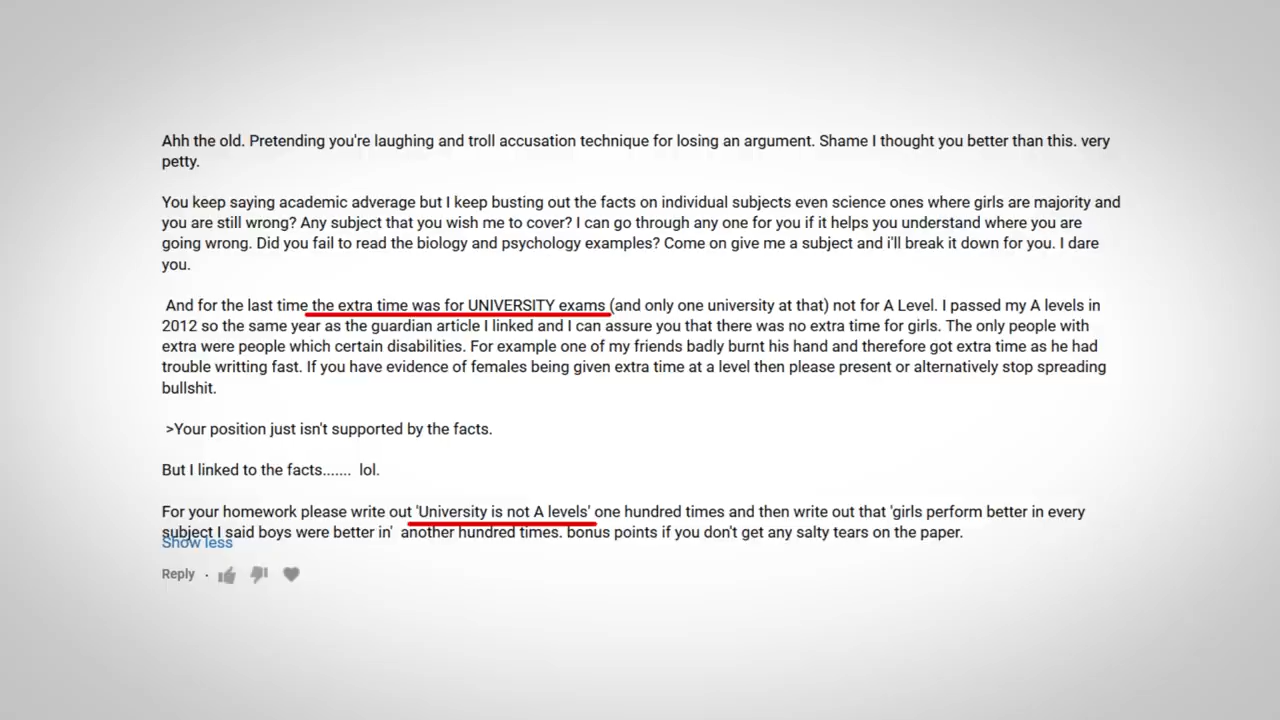 Ahh the old. Pretending you're laughing and troll accusation technique for losing an argument. Shame I thought you better than this. very
petty.
You keep saying academic adverage but I keep busting out the facts on individual subjects even science ones where girls are majority and
you are still wrong? Any subject that you wish me to cover? I can go through any one for you if it helps you understand where you are
going wrong. Did you fail to read the biology and psychology examples? Come on give me a subject and i'll break it down for you. I dare
you.
And for the last time the extra time was for UNIVERSITY exams (and only one university at that) not for A Level. I passed my A levels in
2012 so the same year as the guardian article I linked and I can assure you that there was no extra time for girls. The only people with
extra were people which certain disabilities. For example one of my friends badly burnt his hand and therefore got extra time as he had
trouble writting fast. If you have evidence of females being given extra time at a level then please present or alternatively stop spreading
bullshit.
>Your position just isn't supported by the facts.
But I linked to the facts....... lol.
For your homework please write out 'University is not A levels' one hundred times and then write out that 'girls perform better in every
subject I said boys were better in' another hundred times. bonus points if you don't get any salty tears on the paper.
Show less
Reply ·